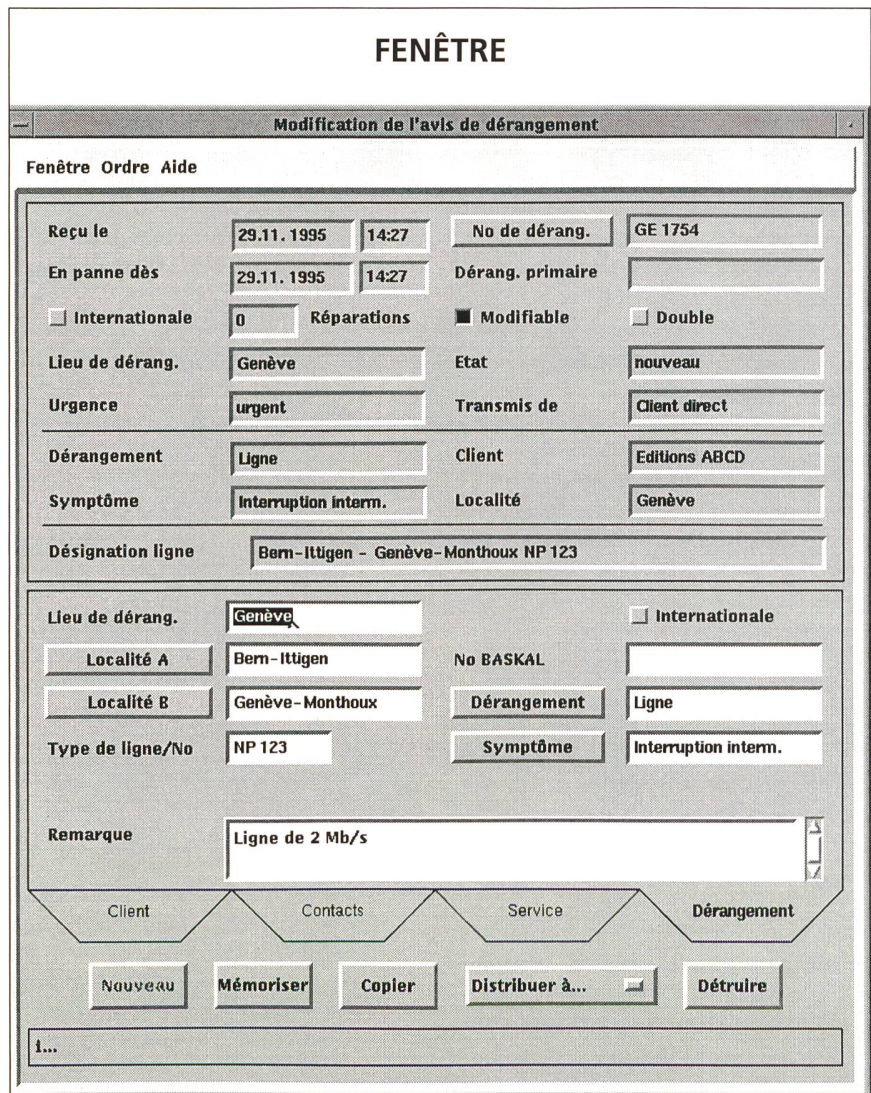 FENÊTRE
Modification de l'avis de dérangement
Fenêtre Ordre Aide
Reçu le 29.11.1995 14:27 No de dérang. GE 1754
En panne dès 29.11.1995 14:27 Dérang. primaire
Internationale 0 Réparations Modifiable Double
Lieu de dérang. Genève Etat nouveau
Urgence urgent Transmis de Client direct
Dérangement Ligne Client Editions ABCD
Symptôme Interruption interm. Localité Genève
Désignation ligne Bern-Ittigen - Genève-Monthoux NP 123
Lieu de dérang. Genève Internationale
Localité A Bern-Ittigen No BASKAL
Localité B Genève-Monthoux Dérangement Ligne
Type de ligne/No NP 123 Symptôme Interruption interm.
Remarque Ligne de 2 Mb/s
Client Contacts Service Dérangement
Nouveau Mémoriser Copier Distribuer à... Détruire
i...